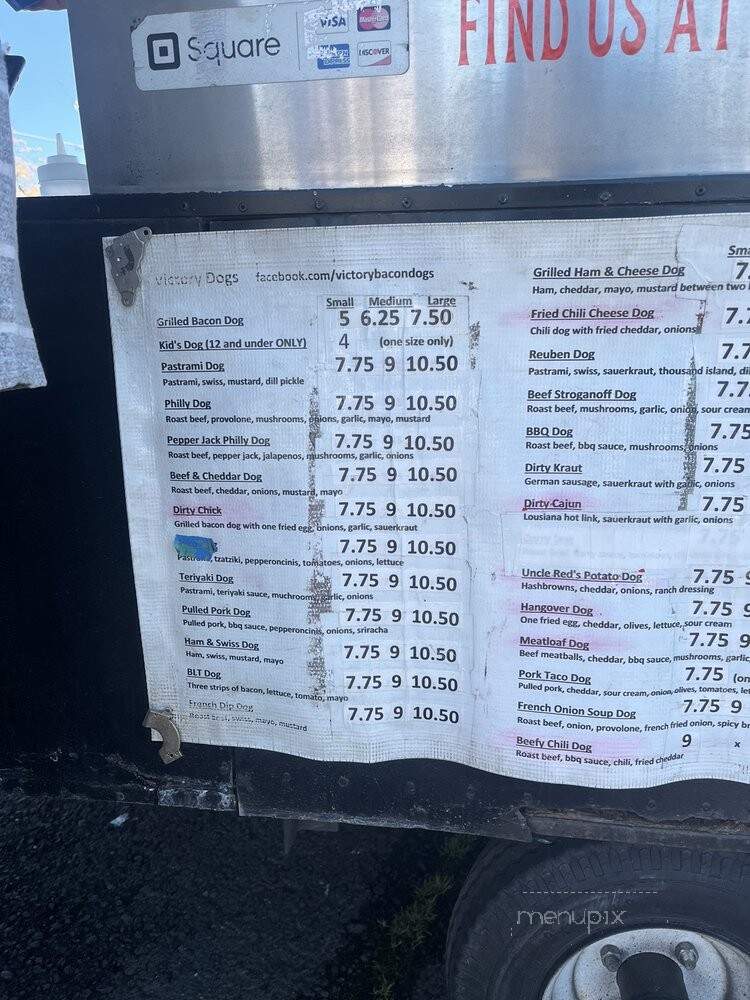 Square
VISA
MasterCard
DISCOVER
FIND US AT
Victory Dogs facebook.com/victorybacondogs
Small Medium Large
Grilled Bacon Dog 5 6.25 7.50
Kid's Dog (12 and under ONLY) 4 (one size only)
Pastrami Dog 7.75 9 10.50
Pastrami, swiss, mustard, dill pickle
Philly Dog 7.75 9 10.50
Roast beef, provolone, mushrooms, onions, garlic, mayo, mustard
Pepper Jack Philly Dog 7.75 9 10.50
Roast beef, pepper jack, jalapenos, mushrooms, garlic, onions
Beef & Cheddar Dog 7.75 9 10.50
Roast beef, cheddar, onions, mustard, mayo
Dirty Chick 7.75 9 10.50
Grilled bacon dog with one fried egg, onions, garlic, sauerkraut
7.75 9 10.50
Pastrami, tzatziki, pepperoncinis, tomatoes, onions, lettuce
Teriyaki Dog 7.75 9 10.50
Pastrami, teriyaki sauce, muchrooms, garlic, onions
Pulled Pork Dog 7.75 9 10.50
Pulled pork, bbq sauce, pepperoncinis, onions, sriracha
Ham & Swiss Dog 7.75 9 10.50
Ham, swiss, mustard, mayo
BLT Dog 7.75 9 10.50
Three strips of bacon, lettuce, tomato, mayo
French Dip Dog 7.75 9 10.50
Roast beef, swiss, mayo, mustard
Sma
Grilled Ham & Cheese Dog 7.
Ham, cheddar, mayo, mustard between two
Fried Chili Cheese Dog 7.7
Chili dog with fried cheddar, onions
Reuben Dog 7.7
Pastrami, swiss, sauerkraut, thousand island, dil
Beef Stroganoff Dog 7.7
Roast beef, mushrooms, garlic, onion, sour cream
BBQ Dog 7.75
Roast beef, bbq sauce, mushrooms, onions
Dirty Kraut 7.75
German sausage, sauerkraut with garlic, onions
Dirty Cajun 7.75
Lousiana hot link, sauerkraut with garlic, onions
Uncle Red's Potato Dog 7.75 9
Hashbrowns, cheddar, onions, ranch dressing
Hangover Dog 7.75 9
One fried egg, cheddar, olives, lettuce, sour cream
Meatloaf Dog 7.75 9
Beef meatballs, cheddar, bbq sauce, mushrooms, garlic
Pork Taco Dog 7.75 (on
Pulled pork, cheddar, sour cream, onion, olives, tomatoes, le
French Onion Soup Dog 7.75 9
Roast beef, onion, provolone, french fried onion, spicy br
Beefy Chili Dog 9 x
Roast beef, bbq sauce, chili, fried cheddar
menupix